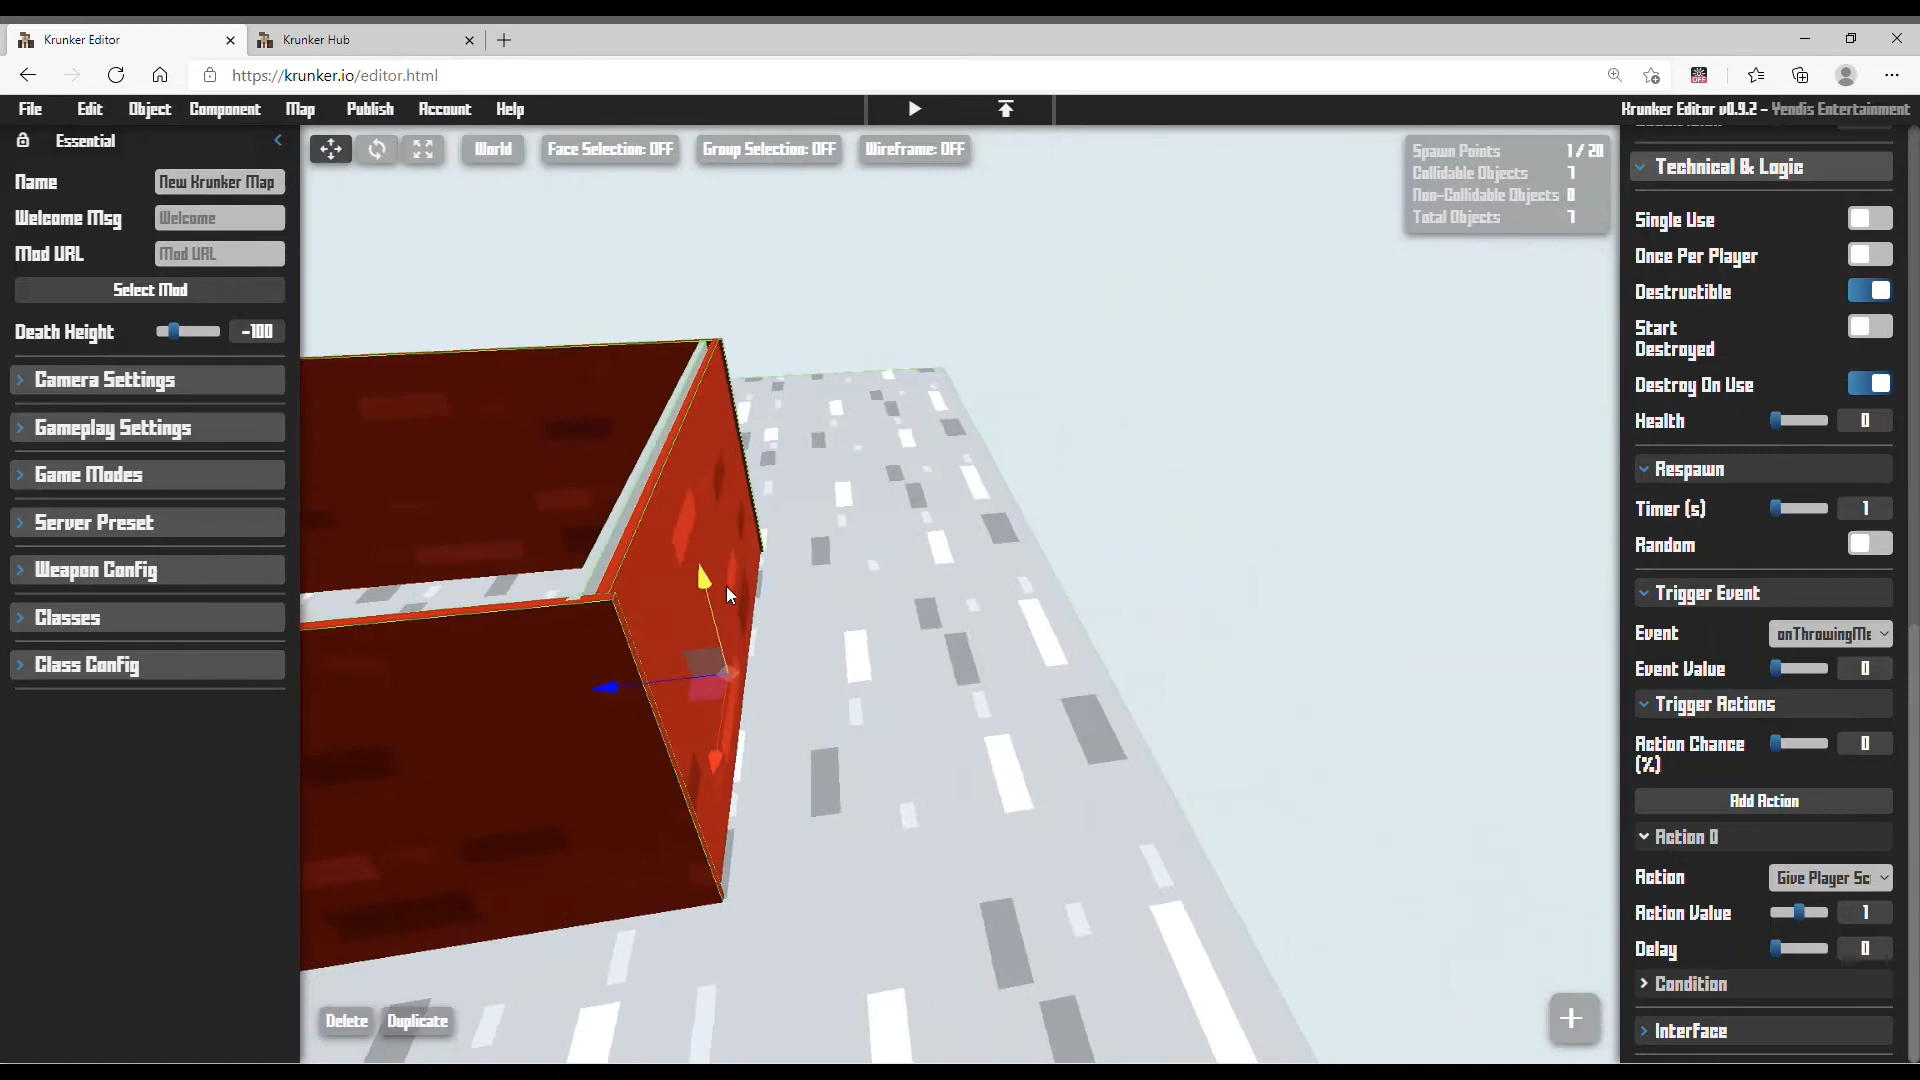 Krunker Editor
Krunker Hub
https://krunker.io/editor.html
OFF
File Edit Object Component Map Publish Account Help
Krunker Editor v0.9.2 - Yendis Entertainment
Essential
Name New Krunker Map
Welcome Msg Welcome
Mod URL Mod URL
Select Mod
Death Height -100
Camera Settings
Gameplay Settings
Game Modes
Server Preset
Weapon Config
Classes
Class Config
World
Face Selection: OFF
Group Selection: OFF
Wireframe: OFF
Spawn Points 1/20
Collidable Objects 7
Non-Collidable Objects 0
Total Objects 7
Delete
Duplicate
Technical & Logic
Single Use
Once Per Player
Destructible
Start
Destroyed
Destroy On Use
Health 0
Respawn
Timer (s) 1
Random
Trigger Event
Event onThrowingMe
Event Value 0
Trigger Actions
Action Chance 0
(%)
Add Action
Action 0
Action Give Player Sc
Action Value 1
Delay 0
Condition
Interface